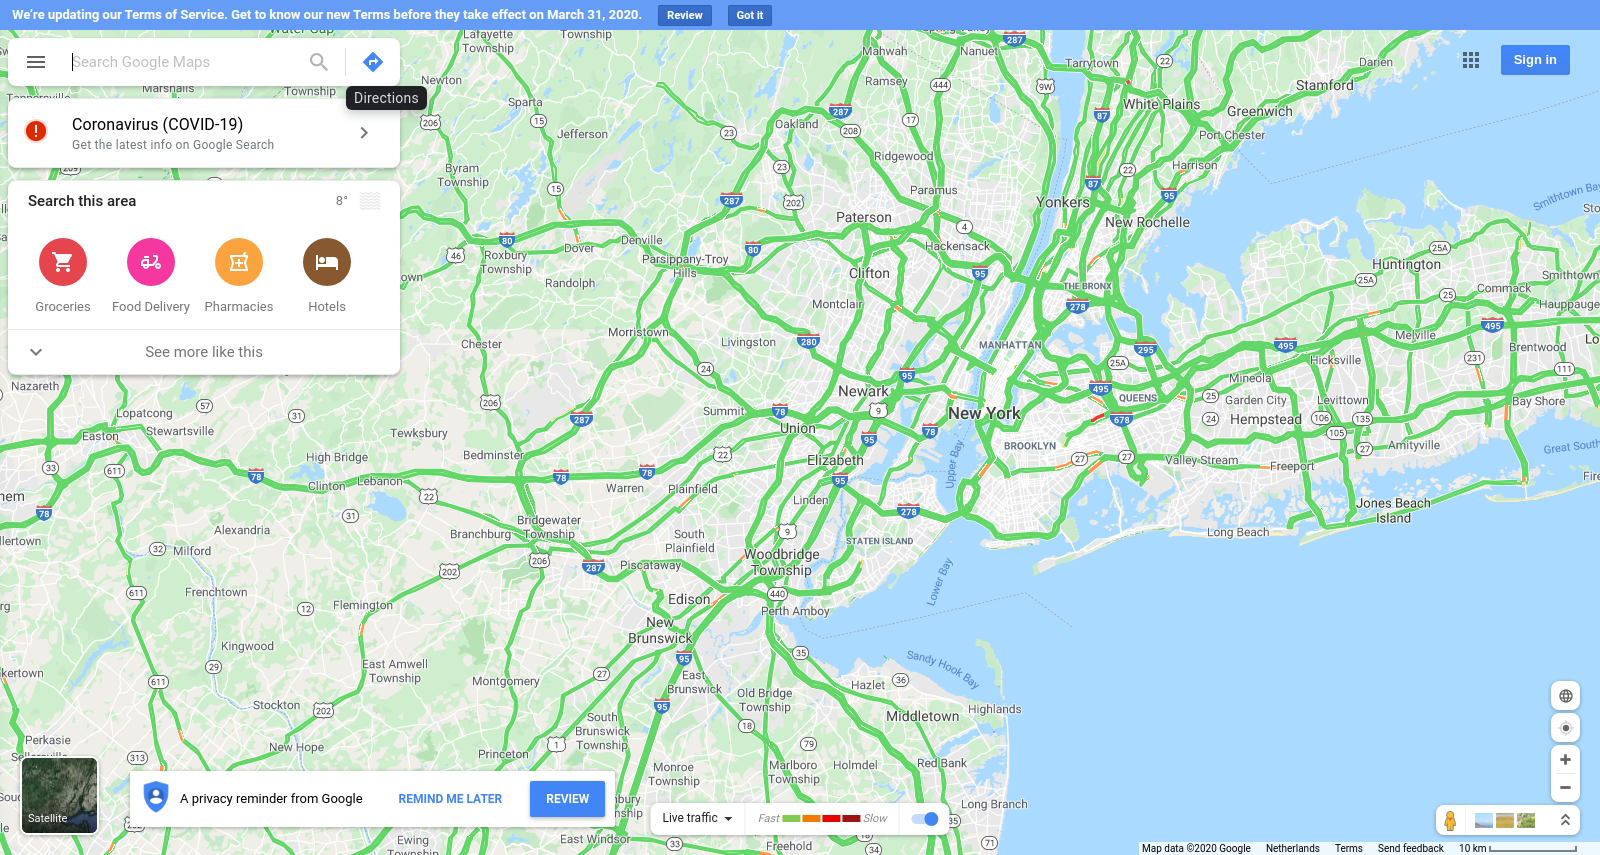 We're updating our Terms of Service. Get to know our new Terms before they take effect on March 31, 2020. Review Got it
Search Google Maps
Directions
Sign in
Coronavirus (COVID-19)
Get the latest info on Google Search
Search this area 8°
Groceries Food Delivery Pharmacies Hotels
See more like this
Lafayette
Township
Township
Mahwah
Nanuet
Tarrytown
Darien
Stamford
Newton
Ramsey
White Plains
Greenwich
Marshalls
Township
Sparta
Oakland
Port Chester
Jefferson
Ridgewood
Harrison
Byram
Township
Paramus
Yonkers
New Rochelle
Smithtown Bay
Paterson
Hackensack
Dover
Denville
Roxbury
Township
Parsippany-Troy
Hills
Clifton
Huntington
Randolph
THE BRONX
Commack
Smithtown
Hauppauge
Montclair
Morristown
Livingston
Chester
MANHATTAN
Melville
Brentwood
Hicksville
Mineola
Nazareth
Newark
QUEENS
Garden City
Levittown
Bay Shore
Lopatcong
Summit
New York
Hempstead
Stewartsville
Union
Easton
Tewksbury
BROOKLYN
Amityville
Great South
High Bridge
Bedminster
Elizabeth
Upper Bay
Valley Stream
Freeport
Clinton
Lebanon
Warren
Plainfield
Linden
Jones Beach
Island
Alexandria
Bridgewater
Township
Branchburg
South
Plainfield
STATEN ISLAND
Long Beach
Milford
Woodbridge
Township
Piscataway
Lower Bay
Frenchtown
Flemington
Edison
Perth Amboy
New
Brunswick
Kingwood
East Amwell
Township
Sandy Hook Bay
Montgomery
East
Brunswick
Old Bridge
Township
Hazlet
Highlands
Stockton
South
Brunswick
Township
Middletown
Perkasie
New Hope
Princeton
Monroe
Township
Marlboro
Township
Holmdel
Red Bank
Long Branch
East Windsor
Freehold
Ewing
Township
Satellite
A privacy reminder from Google REMIND ME LATER REVIEW
Live traffic Fast Slow
Map data ©2020 Google Netherlands Terms Send feedback 10 km